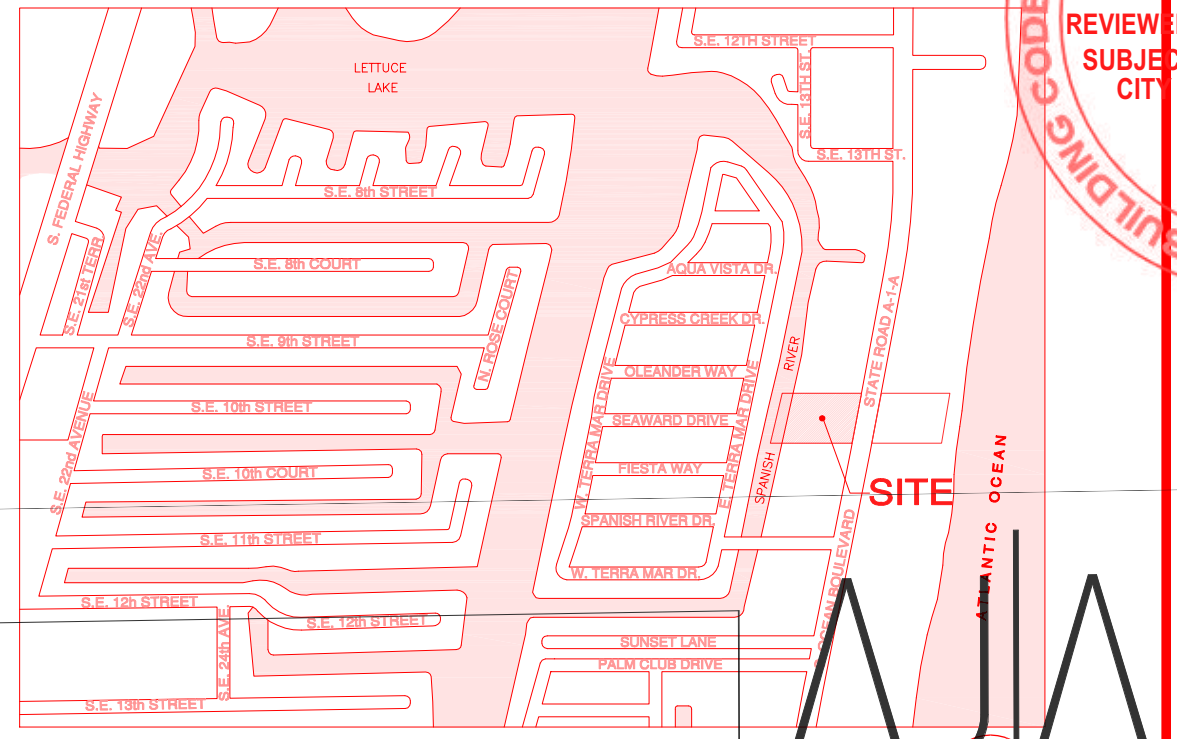 REVIEWE
SUBJEC
CITY
BUILDING CODE
S.E. 12TH STREET
LETTUCE
LAKE
S.E. 13TH ST.
S.E. 13TH ST.
S. FEDERAL HIGHWAY
S.E. 8th STREET
S.E. 21st TERR.
S.E. 22nd AVE.
S.E. 8th COURT
AQUA VISTA DR.
N. ROSE COURT
CYPRESS CREEK DR.
S.E. 9th STREET
RIVER
STATE ROAD A-1-A
OLEANDER WAY
W. TERRA MAR DRIVE
E. TERRA MAR DRIVE
S.E. 10th STREET
SEAWARD DRIVE
S.E. 22nd AVENUE
S.E. 10th COURT
FIESTA WAY
SPANISH
SITE
ATLANTIC OCEAN
SPANISH RIVER DR.
S.E. 11th STREET
OCEAN BOULEVARD
W. TERRA MAR DR.
S.E. 12h STREET
S.E. 12th STREET
S.E. 24th AVE.
SUNSET LANE
PALM CLUB DRIVE
S.E. 13th STREET